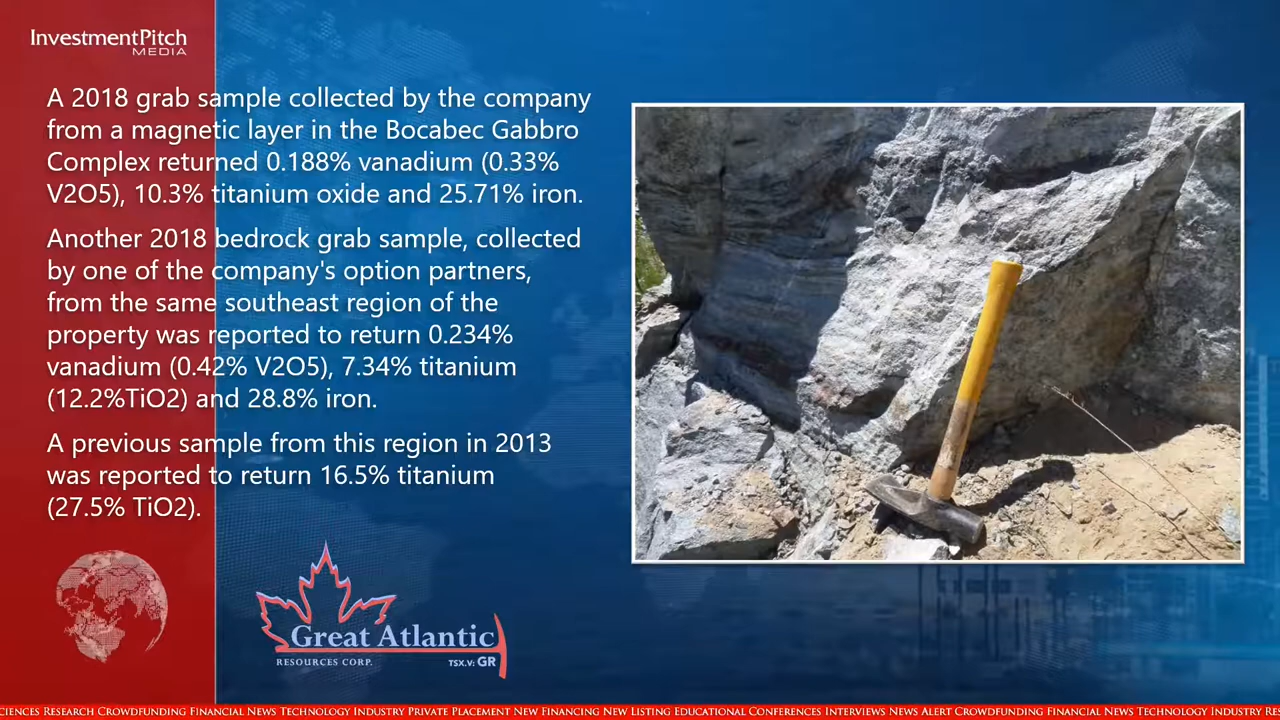 InvestmentPitch
MEDIA
A 2018 grab sample collected by the company
from a magnetic layer in the Bocabec Gabbro
Complex returned 0.188% vanadium (0.33%
V2O5), 10.3% titanium oxide and 25.71% iron.
Another 2018 bedrock grab sample, collected
by one of the company's option partners,
from the same southeast region of the
property was reported to return 0.234%
vanadium (0.42% V2O5), 7.34% titanium
(12.2%TiO2) and 28.8% iron.
A previous sample from this region in 2013
was reported to return 16.5% titanium
(27.5% TiO2).
Great Atlantic
RESOURCES CORP. TSX.V: GR
CIENCES RESEARCH CROWDFUNDING FINANCIAL NEWS TECHNOLOGY INDUSTRY PRIVATE PLACEMENT NEW FINANCING NEW LISTING EDUCATIONAL CONFERENCES INTERVIEWS NEWS ALERT CROWDFUNDING FINANCIAL NEWS TECHNOLOGY INDUSTRY RES